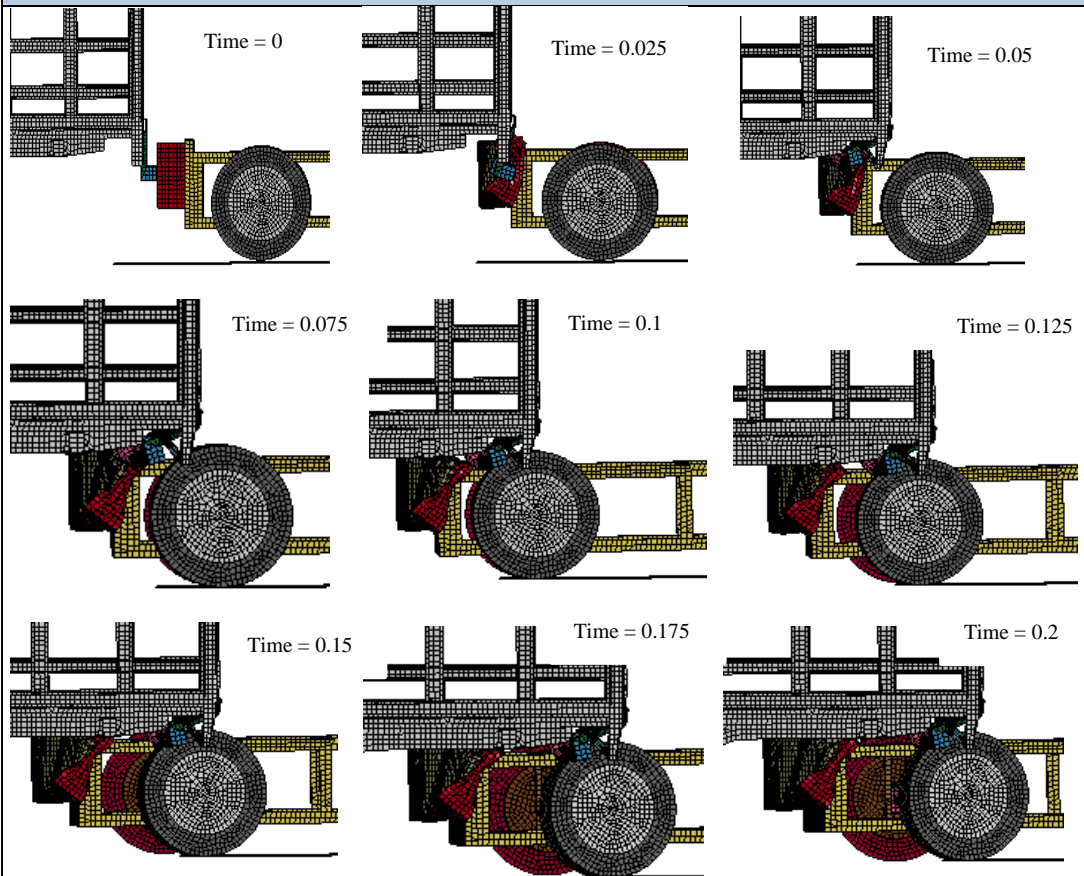 Time = 0
Time = 0.025
Time = 0.05
Time = 0.075
Time = 0.1
Time = 0.125
Time = 0.15
Time = 0.175
Time = 0.2